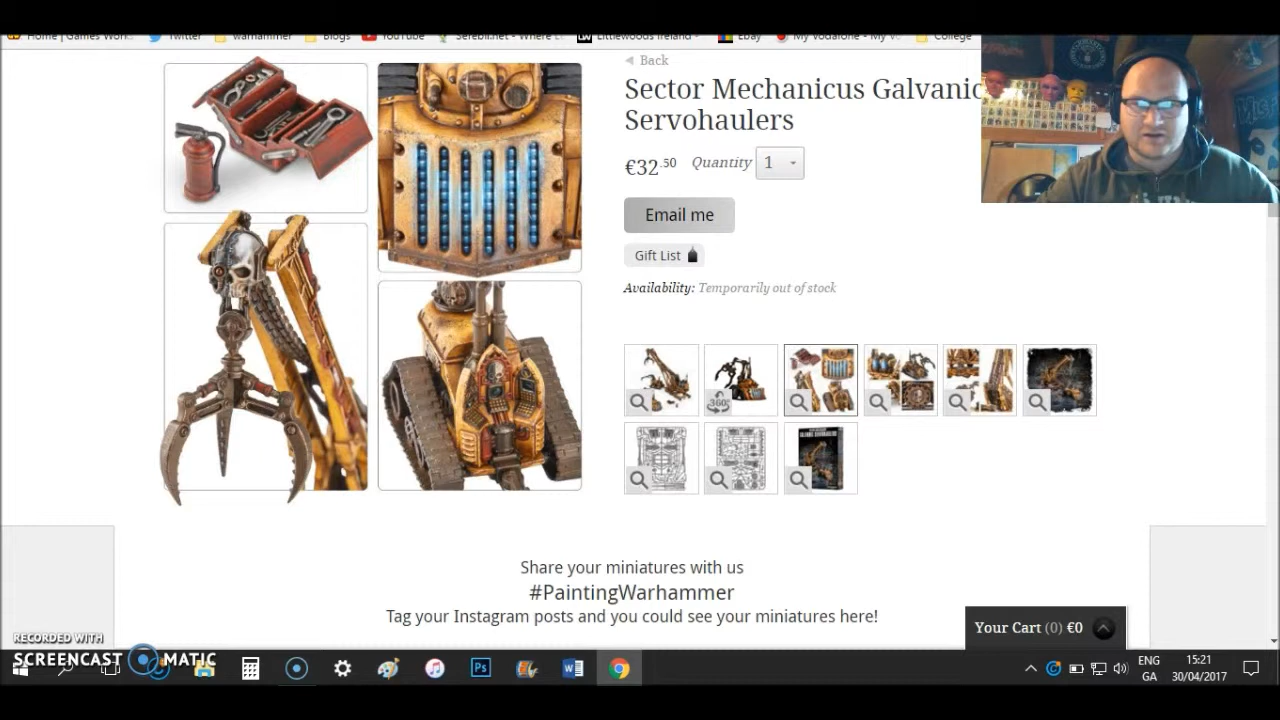 Home | Games Wor...
Twitter
warhammer
Blogs
YouTube
Serebii.net - Where L
Littlewoods Ireland
Ebay
My Vodafone - My V
College
Back
Sector Mechanicus Galvanic
Servohaulers
€32.50
Quantity
1
Email me
Gift List
Availability: Temporarily out of stock
360°
Share your miniatures with us
#PaintingWarhammer
Tag your Instagram posts and you could see your miniatures here!
Your Cart (0) €0
RECORDED WITH
SCREENCAST MATIC
Ps
ENG
GA
15:21
30/04/2017